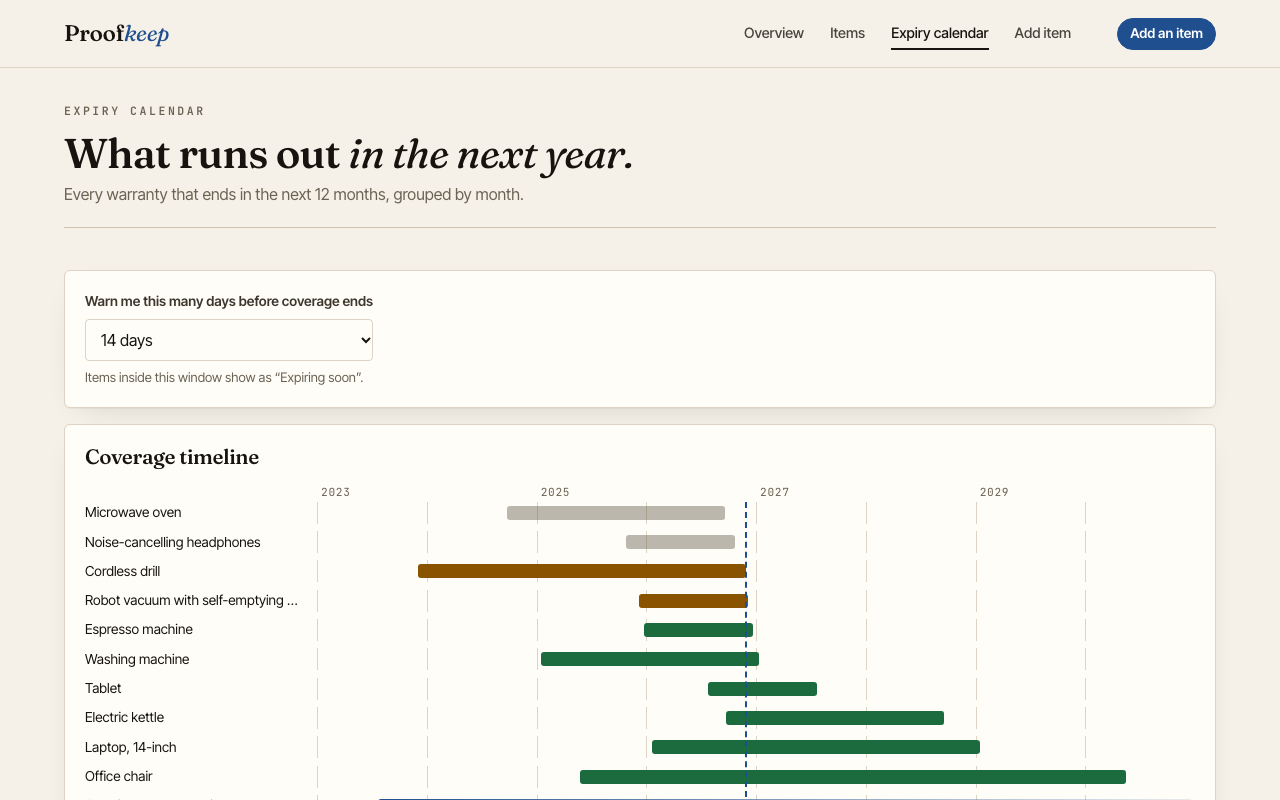 Proofkeep
Overview Items Expiry calendar Add item Add an item
EXPIRY CALENDAR
What runs out in the next year.
Every warranty that ends in the next 12 months, grouped by month.
Warn me this many days before coverage ends
14 days
Items inside this window show as “Expiring soon”.
Coverage timeline
2023 2025 2027 2029
Microwave oven
Noise-cancelling headphones
Cordless drill
Robot vacuum with self-emptying …
Espresso machine
Washing machine
Tablet
Electric kettle
Laptop, 14-inch
Office chair